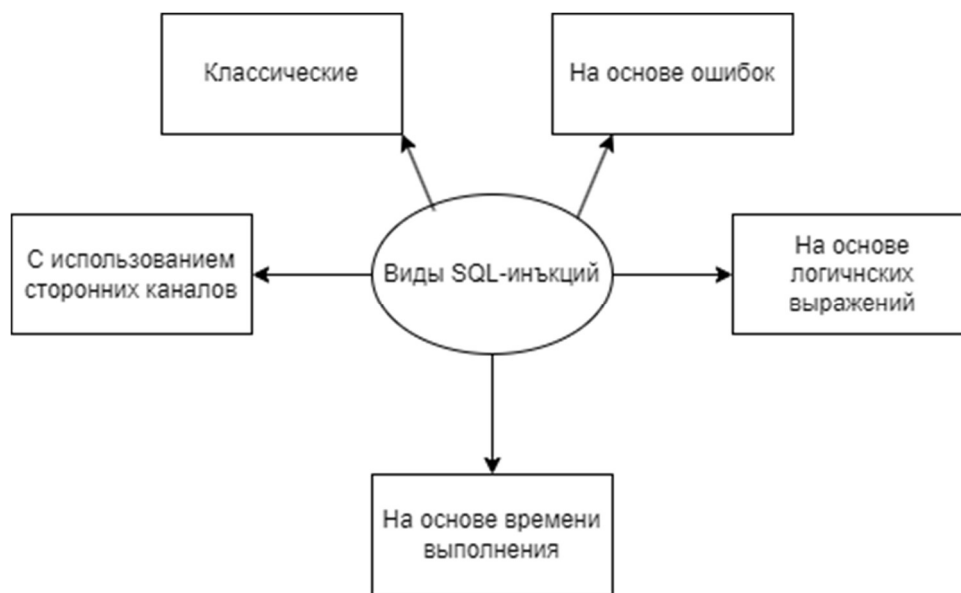 Классические
На основе ошибок
С использованием
сторонних каналов
Виды SQL-инъкций
На основе
логичнских
выражений
На основе времени
выполнения